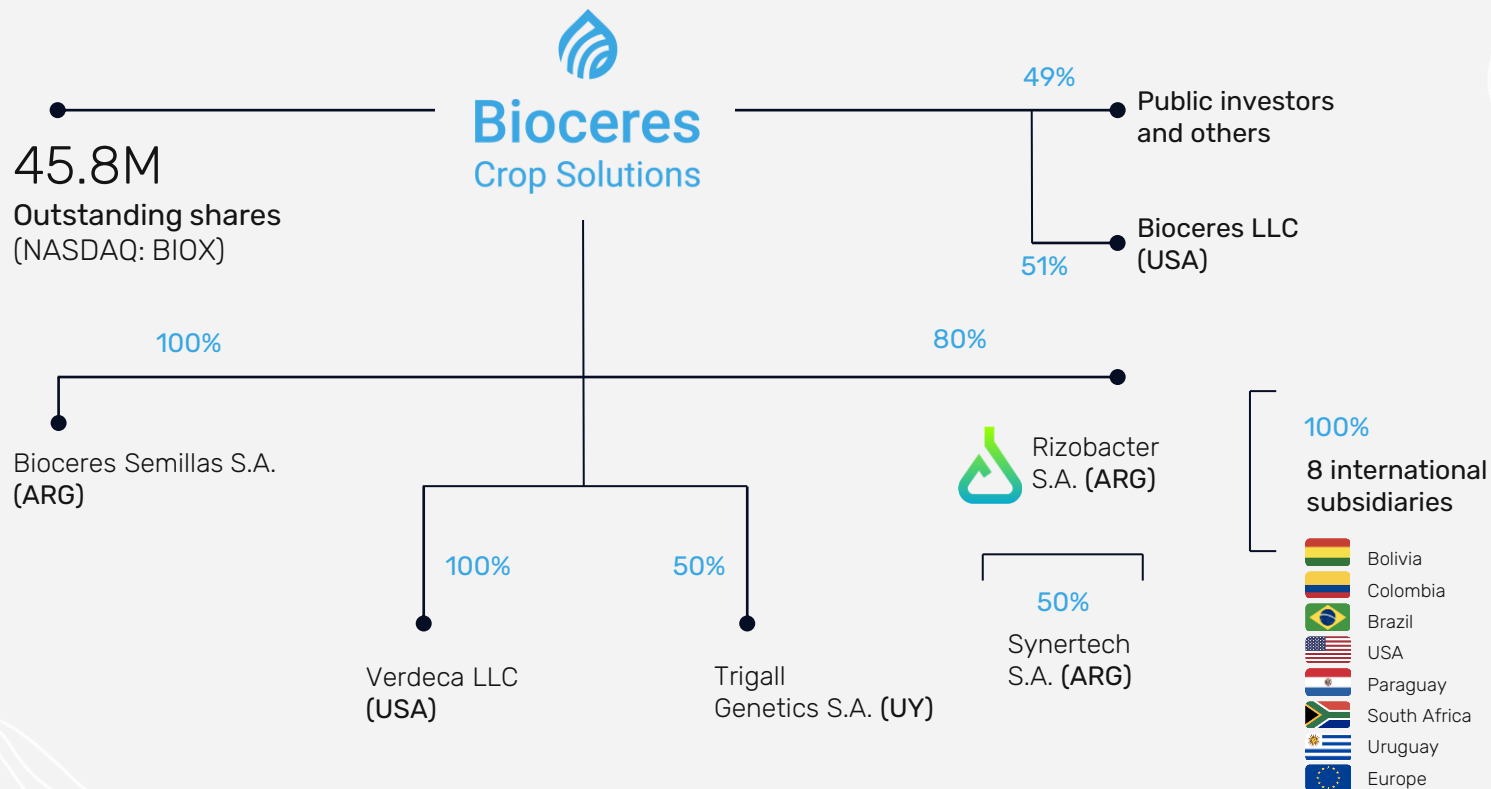 Bioceres
Crop Solutions
45.8M
Outstanding shares
(NASDAQ: BIOX)
49%
Public investors
and others
51%
Bioceres LLC
(USA)
100%
80%
Bioceres Semillas S.A.
(ARG)
100%
50%
Verdeca LLC
(USA)
Trigall
Genetics S.A. (UY)
Rizobacter
S.A. (ARG)
50%
Synertech
S.A. (ARG)
100%
8 international
subsidiaries
Bolivia
Colombia
Brazil
USA
Paraguay
South Africa
Uruguay
Europe